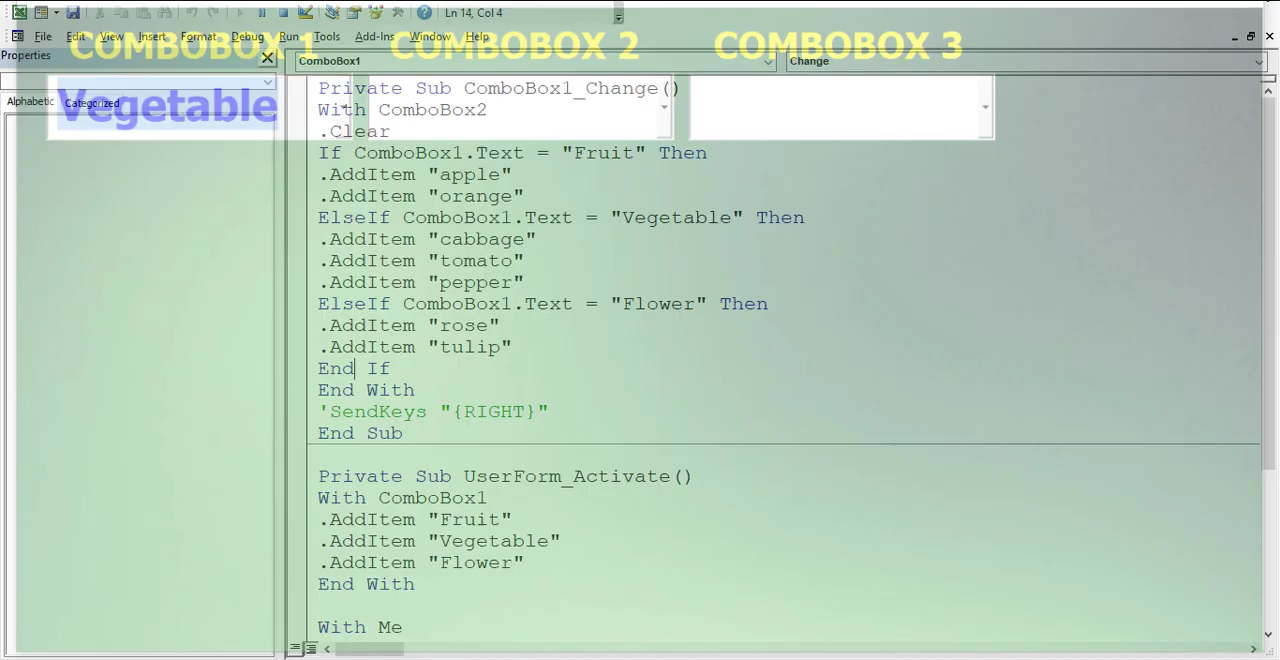 Ln 14, Col 4
File Edit View Insert Format Debug Run Tools Add-Ins Window Help
COMBOBOX 1 COMBOBOX 2 COMBOBOX 3
Properties
ComboBox1 Change
Alphabetic Categorized
Vegetable
Private Sub ComboBox1_Change()
With ComboBox2
.Clear
If ComboBox1.Text = "Fruit" Then
.AddItem "apple"
.AddItem "orange"
ElseIf ComboBox1.Text = "Vegetable" Then
.AddItem "cabbage"
.AddItem "tomato"
.AddItem "pepper"
ElseIf ComboBox1.Text = "Flower" Then
.AddItem "rose"
.AddItem "tulip"
End If
End With
'SendKeys "{RIGHT}"
End Sub
Private Sub UserForm_Activate()
With ComboBox1
.AddItem "Fruit"
.AddItem "Vegetable"
.AddItem "Flower"
End With
With Me